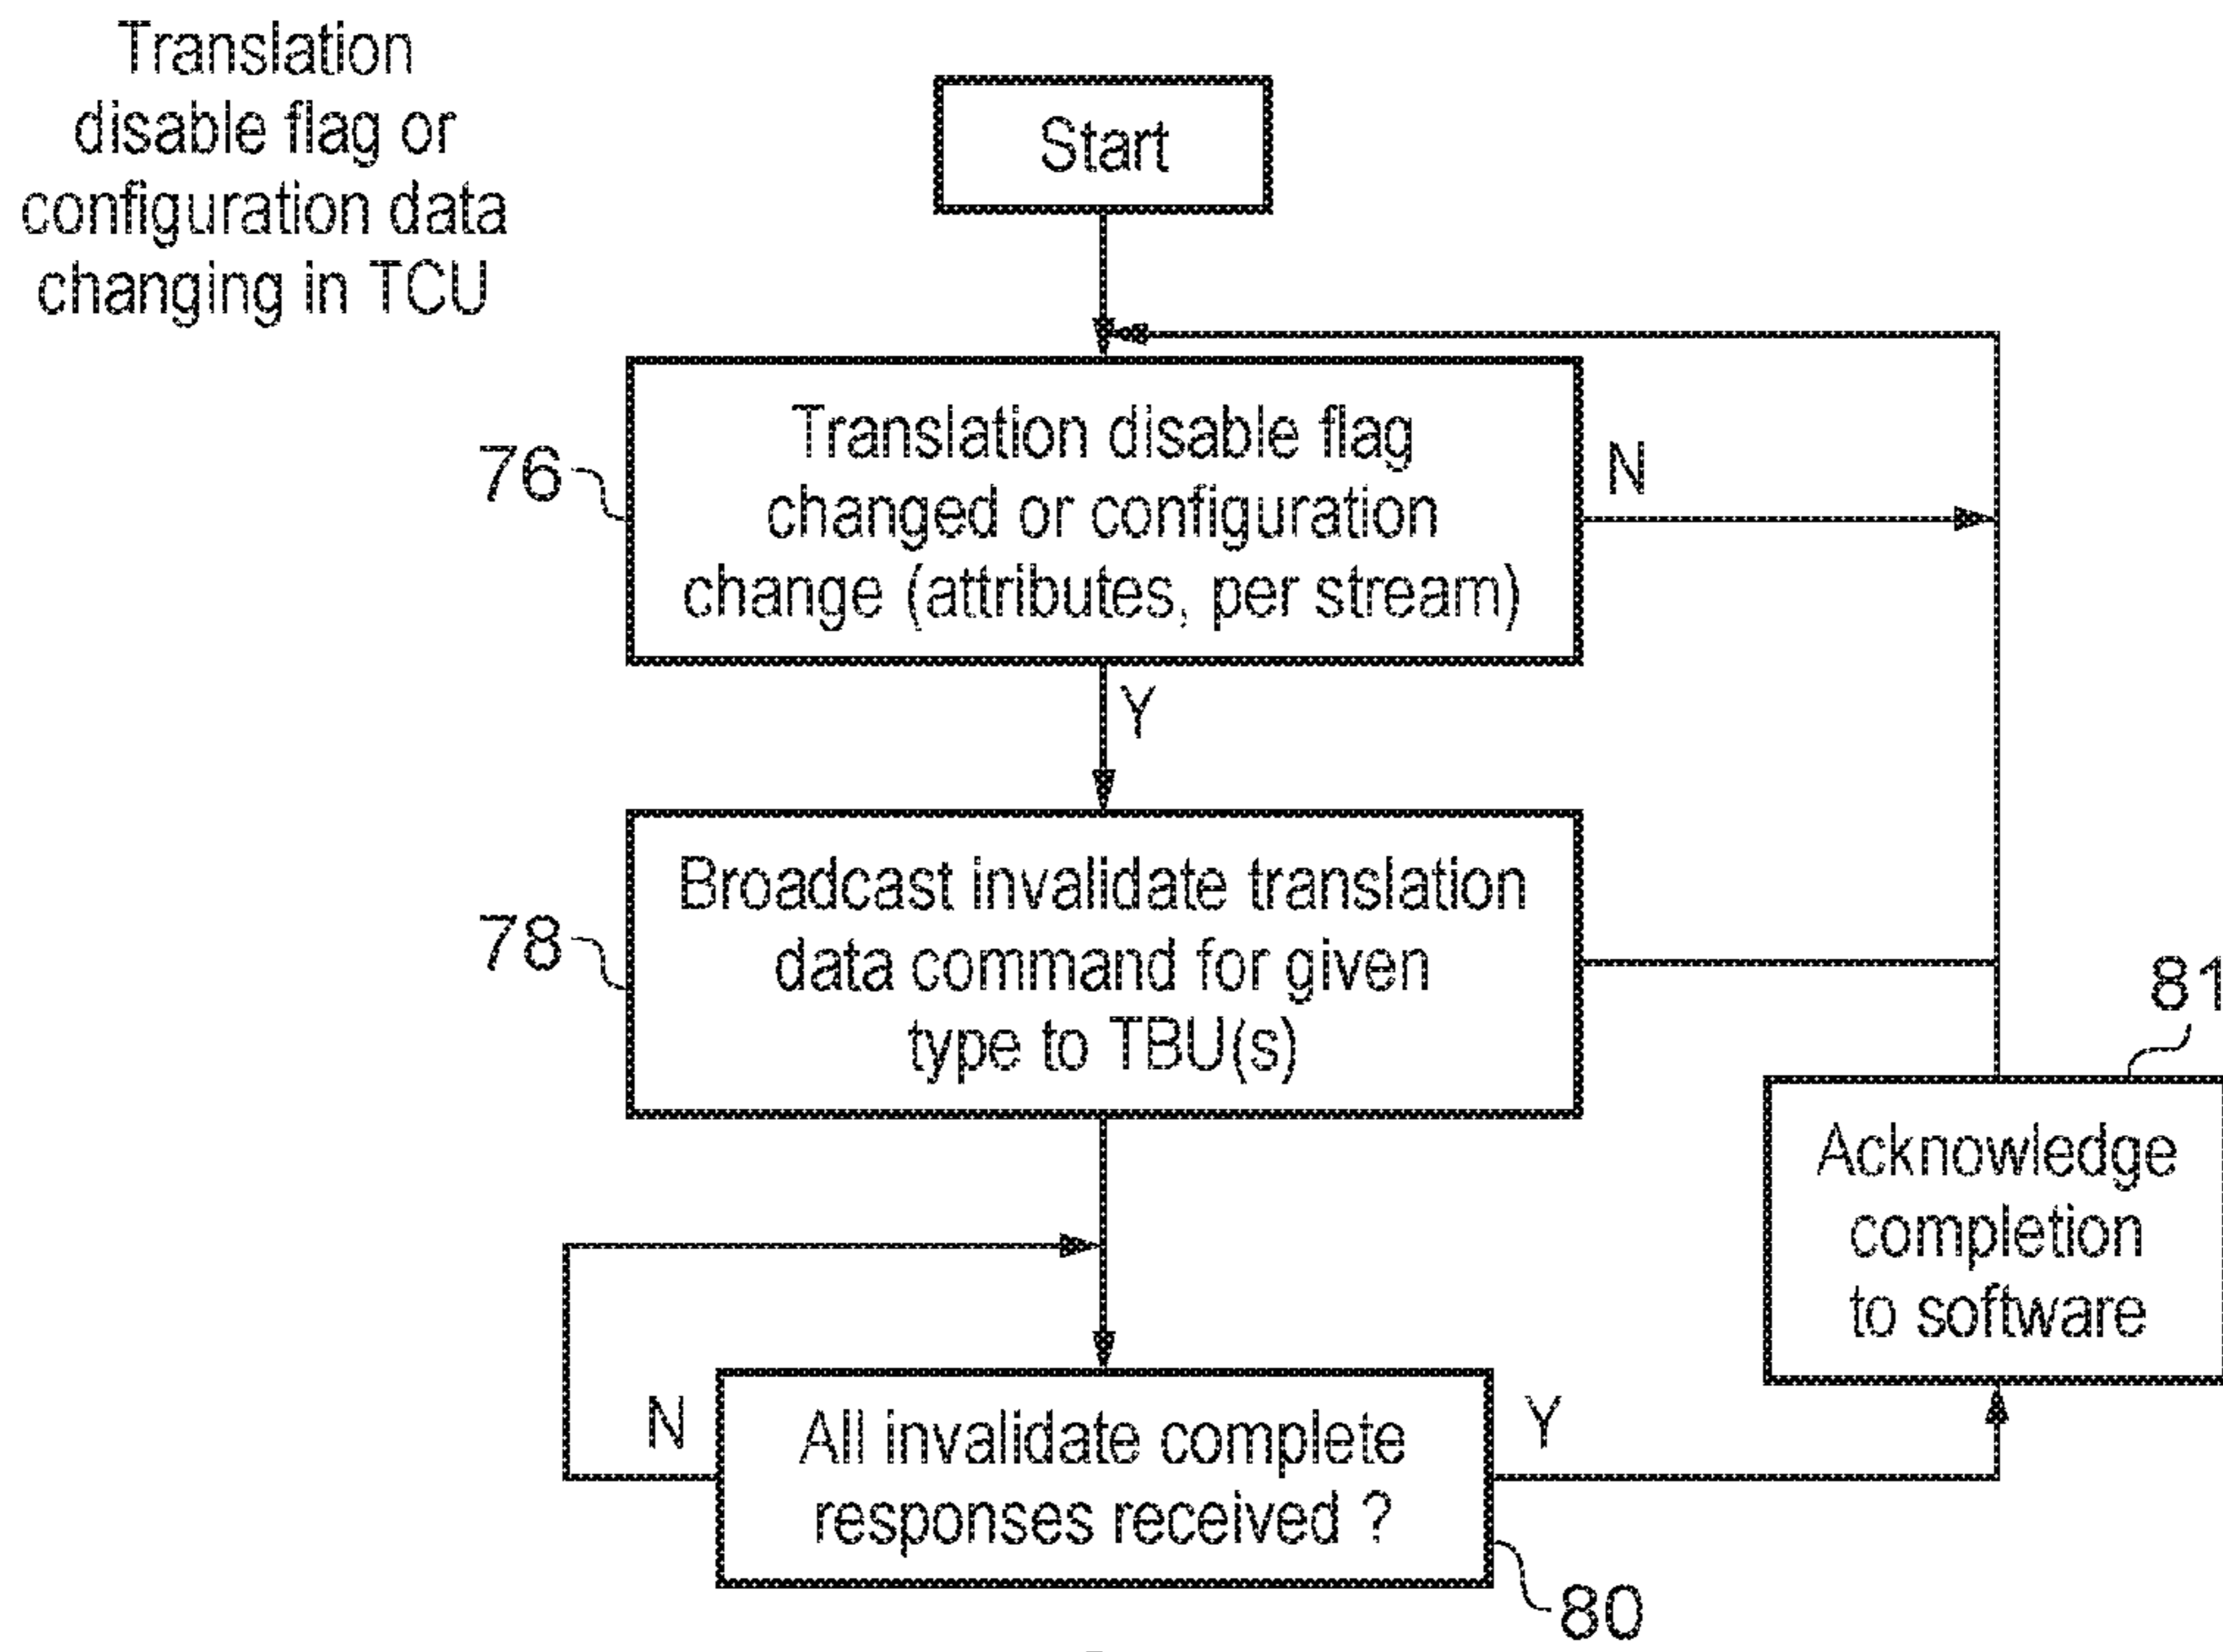 Translation
disable flag or
configuration data
changing in TCU
Start
76
Translation disable flag
changed or configuration
change (attributes, per stream)
N
Y
78
Broadcast invalidate translation
data command for given
type to TBU(s)
81
Acknowledge
completion
to software
N
All invalidate complete
responses received ?
Y
80